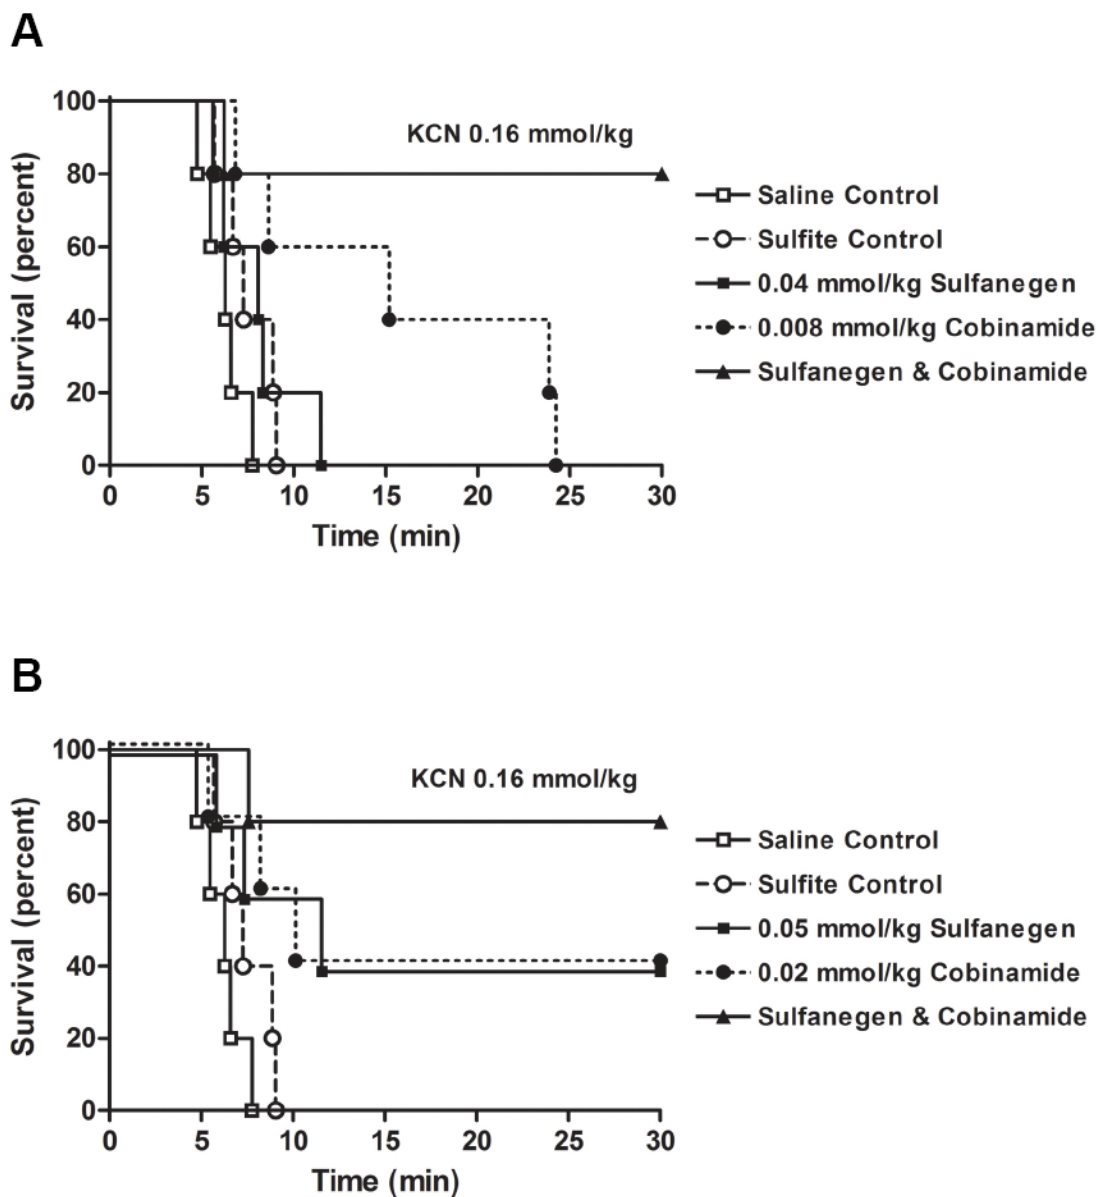 A
100
80
60
40
20
0
Survival (percent)
KCN 0.16 mmol/kg
0 5 10 15 20 25 30
Time (min)
Saline Control
Sulfite Control
0.04 mmol/kg Sulfanegen
0.008 mmol/kg Cobinamide
Sulfanegen & Cobinamide
B
100
80
60
40
20
0
Survival (percent)
KCN 0.16 mmol/kg
0 5 10 15 20 25 30
Time (min)
Saline Control
Sulfite Control
0.05 mmol/kg Sulfanegen
0.02 mmol/kg Cobinamide
Sulfanegen & Cobinamide